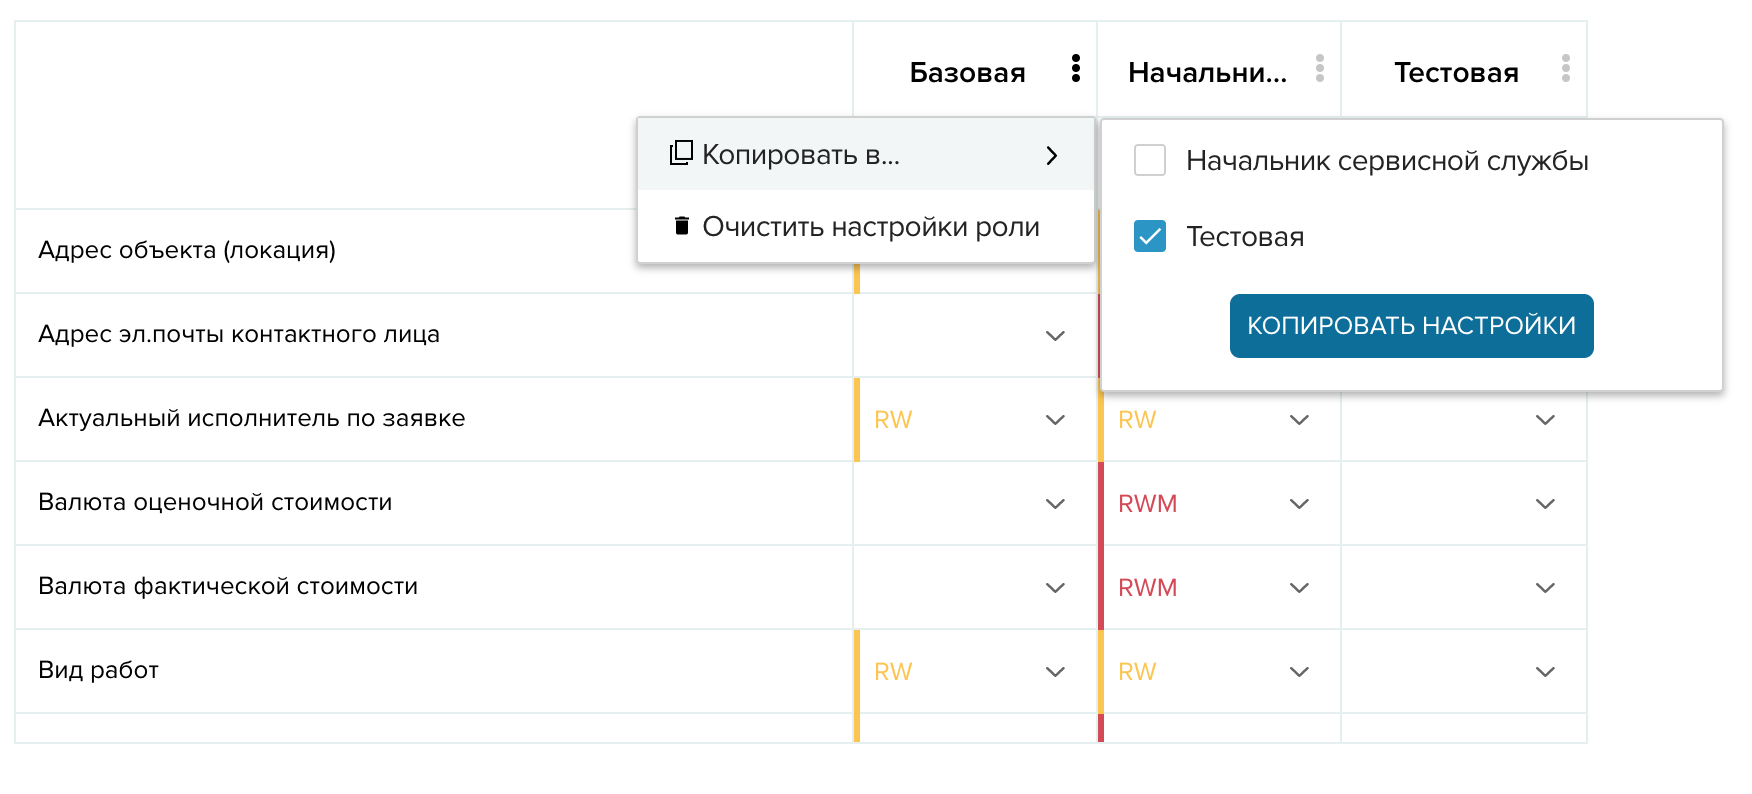 Базовая Начальни... Тестовая
Копировать в...
Очистить настройки роли
Начальник сервисной службы
Тестовая
КОПИРОВАТЬ НАСТРОЙКИ
Адрес объекта (локация)
Адрес эл.почты контактного лица
Актуальный исполнитель по заявке RW RW
Валюта оценочной стоимости RWM
Валюта фактической стоимости RWM
Вид работ RW RW